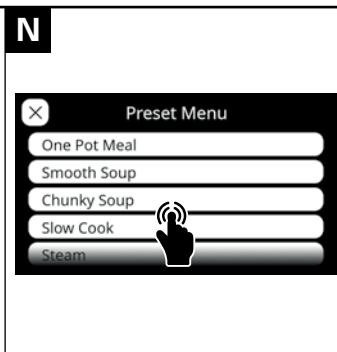 N
Preset Menu
One Pot Meal
Smooth Soup
Chunky Soup
Slow Cook
Steam